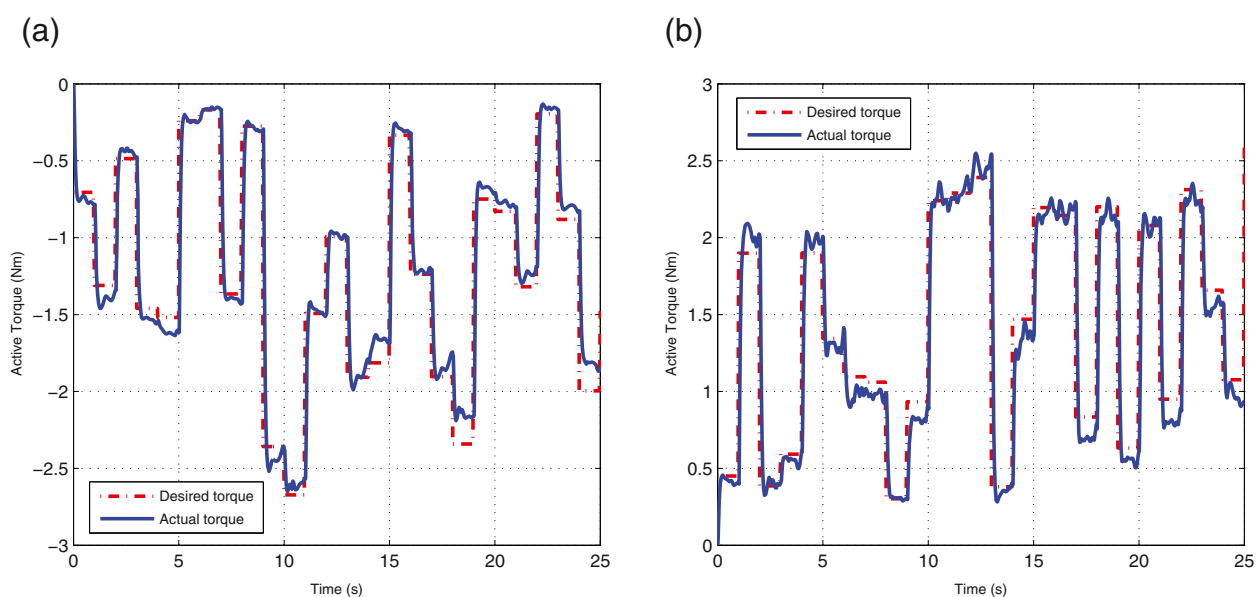 (a)
0
−0.5
−1
−1.5
−2
−2.5
−3
Active Torque (Nm)
Desired torque
Actual torque
0
5
10
15
20
25
Time (s)
(b)
3
2.5
2
1.5
1
0.5
0
Active Torque (Nm)
Desired torque
Actual torque
0
5
10
15
20
25
Time (s)